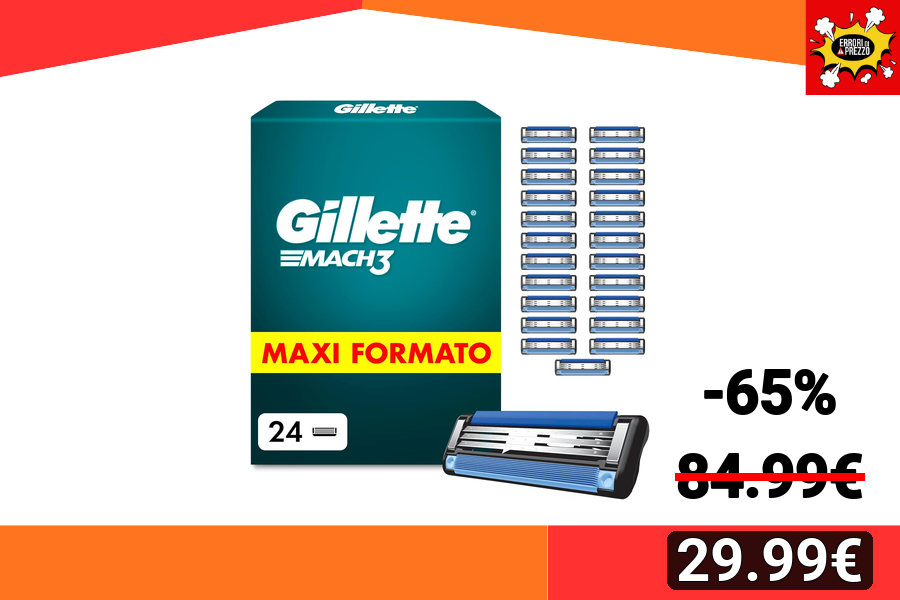 ERRORI DI
PREZZO
Gillette
Gillette®
MACH3
MAXI FORMATO
24
-65%
84.99€
29.99€